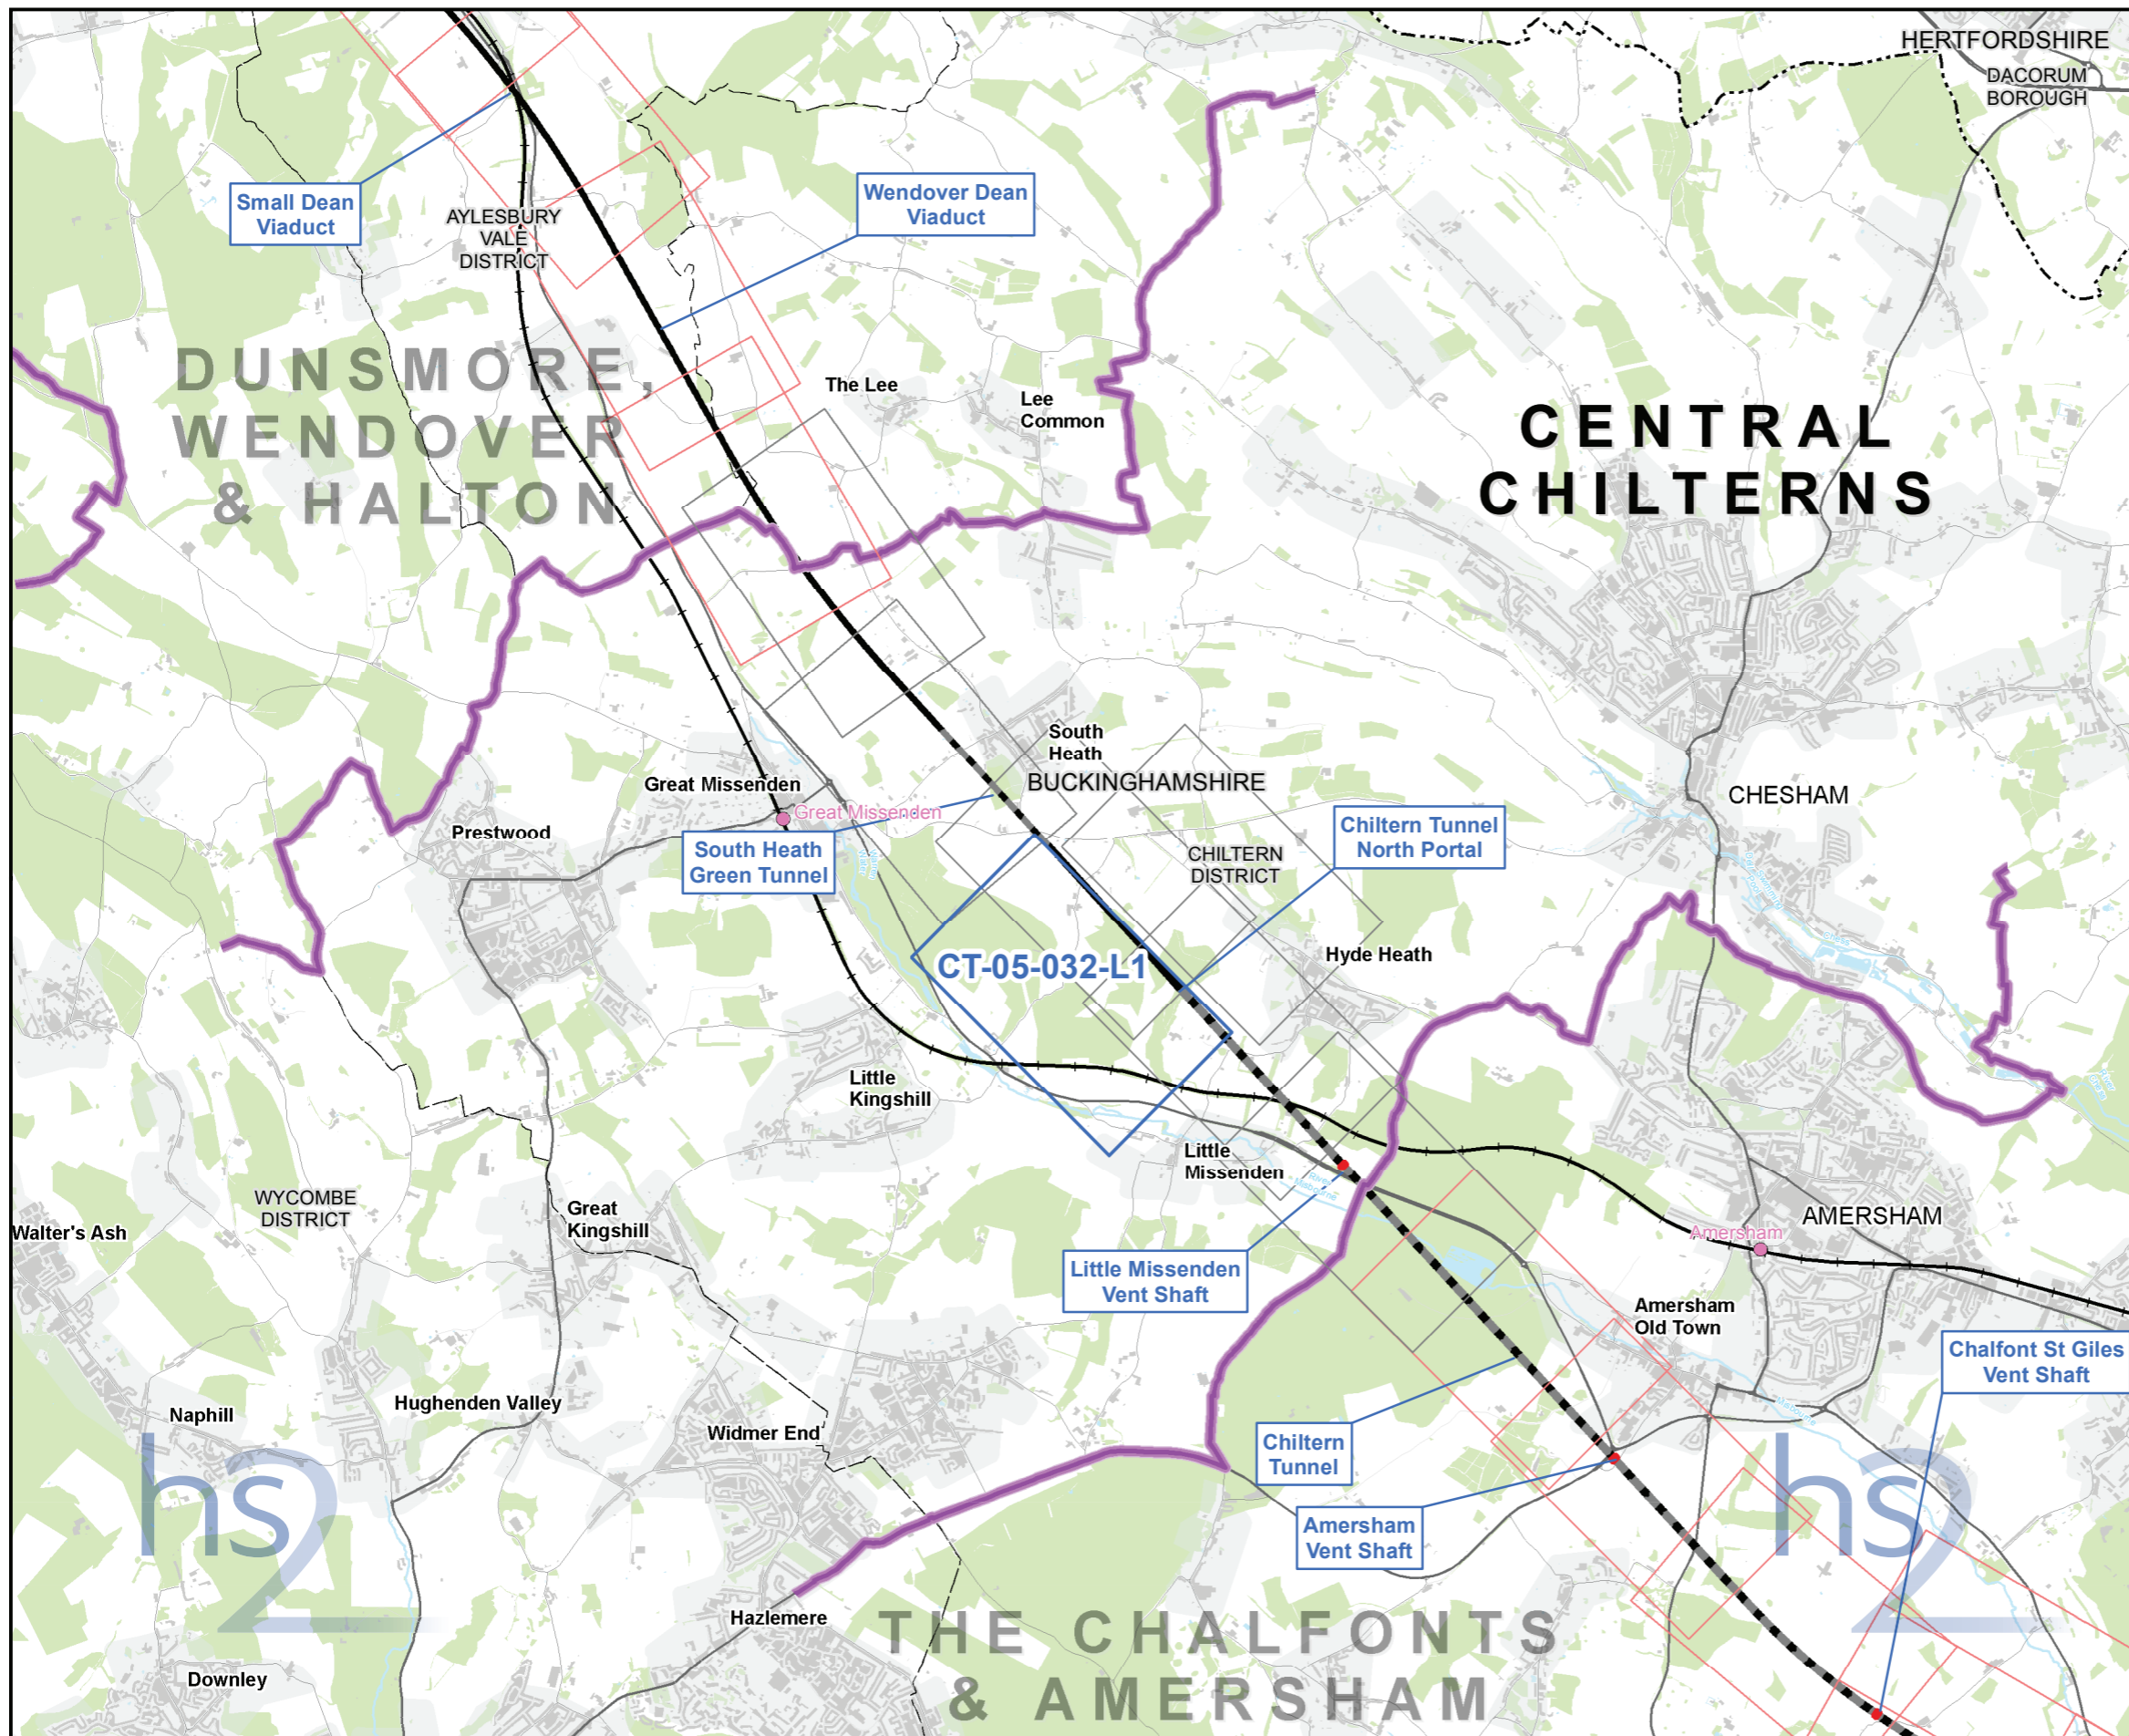 HERTFORDSHIRE
DACORUM
BOROUGH
Small Dean
Viaduct
AYLESBURY
VALE
DISTRICT
Wendover Dean
Viaduct
DUNSMORE,
WENDOVER
& HALTON
The Lee
Lee
Common
CENTRAL
CHILTERNS
South
Heath
BUCKINGHAMSHIRE
Great Missenden
Great Missenden
Prestwood
South Heath
Green Tunnel
CHILTERN
DISTRICT
Chiltern Tunnel
North Portal
CHESHAM
CT-05-032-L1
Hyde Heath
Little
Kingshill
Little
Missenden
River
Misbourne
WYCOMBE
DISTRICT
Great
Kingshill
Walter's Ash
Little Missenden
Vent Shaft
AMERSHAM
Amersham
Amersham
Old Town
Chalfont St Giles
Vent Shaft
Misbourne
Chess
Naphill
Hughenden Valley
Widmer End
Chiltern
Tunnel
Amersham
Vent Shaft
hs2
hs2
Hazlemere
THE CHALFONTS
& AMERSHAM
Downley